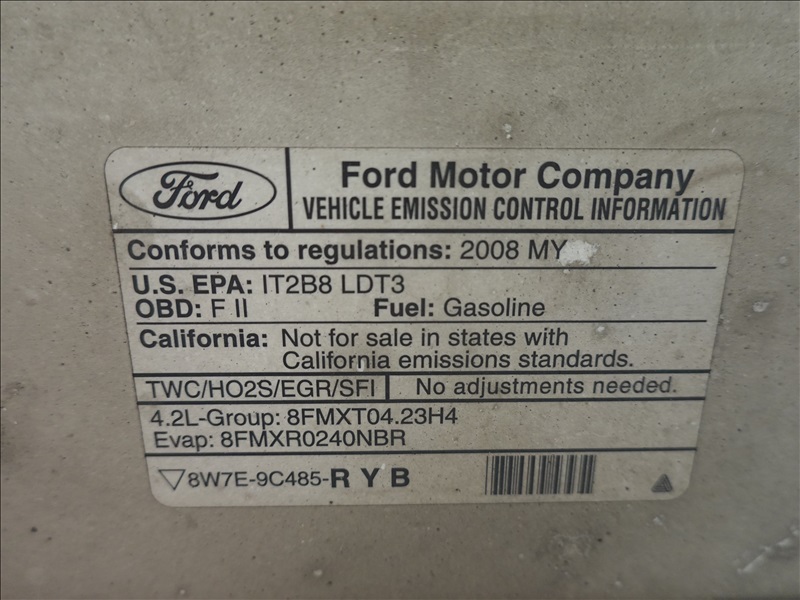 Ford
Ford Motor Company
VEHICLE EMISSION CONTROL INFORMATION
Conforms to regulations: 2008 MY
U.S. EPA: IT2B8 LDT3
OBD: F II Fuel: Gasoline
California: Not for sale in states with
California emissions standards.
TWC/HO2S/EGR/SFI No adjustments needed.
4.2L-Group: 8FMXT04.23H4
Evap: 8FMXR0240NBR
8W7E-9C485-R Y B